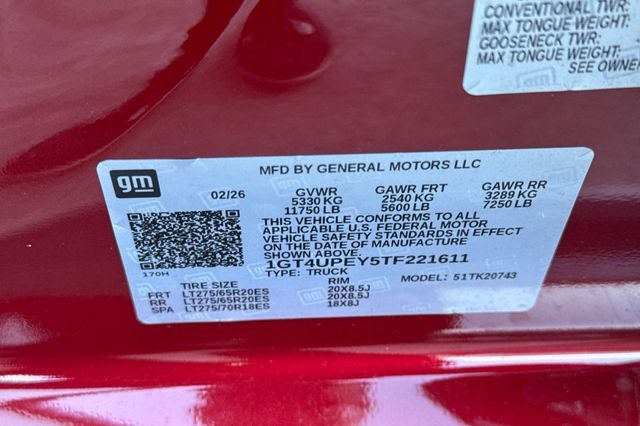 CONVENTIONAL TWR:
MAX TONGUE WEIGHT:
GOOSENECK TWR:
MAX TONGUE WEIGHT:
SEE OWNER
gm
MFD BY GENERAL MOTORS LLC
02/26 GVWR GAWR FRT GAWR RR
5330 KG 2540 KG 3289 KG
11750 LB 5600 LB 7250 LB
THIS VEHICLE CONFORMS TO ALL
APPLICABLE U.S. FEDERAL MOTOR
VEHICLE SAFETY STANDARDS IN EFFECT
ON THE DATE OF MANUFACTURE
SHOWN ABOVE.
1GT4UPEY5TF221611
170H TYPE: TRUCK MODEL: 51TK20743
TIRE SIZE RIM
FRT LT275/65R20ES 20X8.5J
RR LT275/65R20ES 20X8.5J
SPA LT275/70R18ES 18X8J